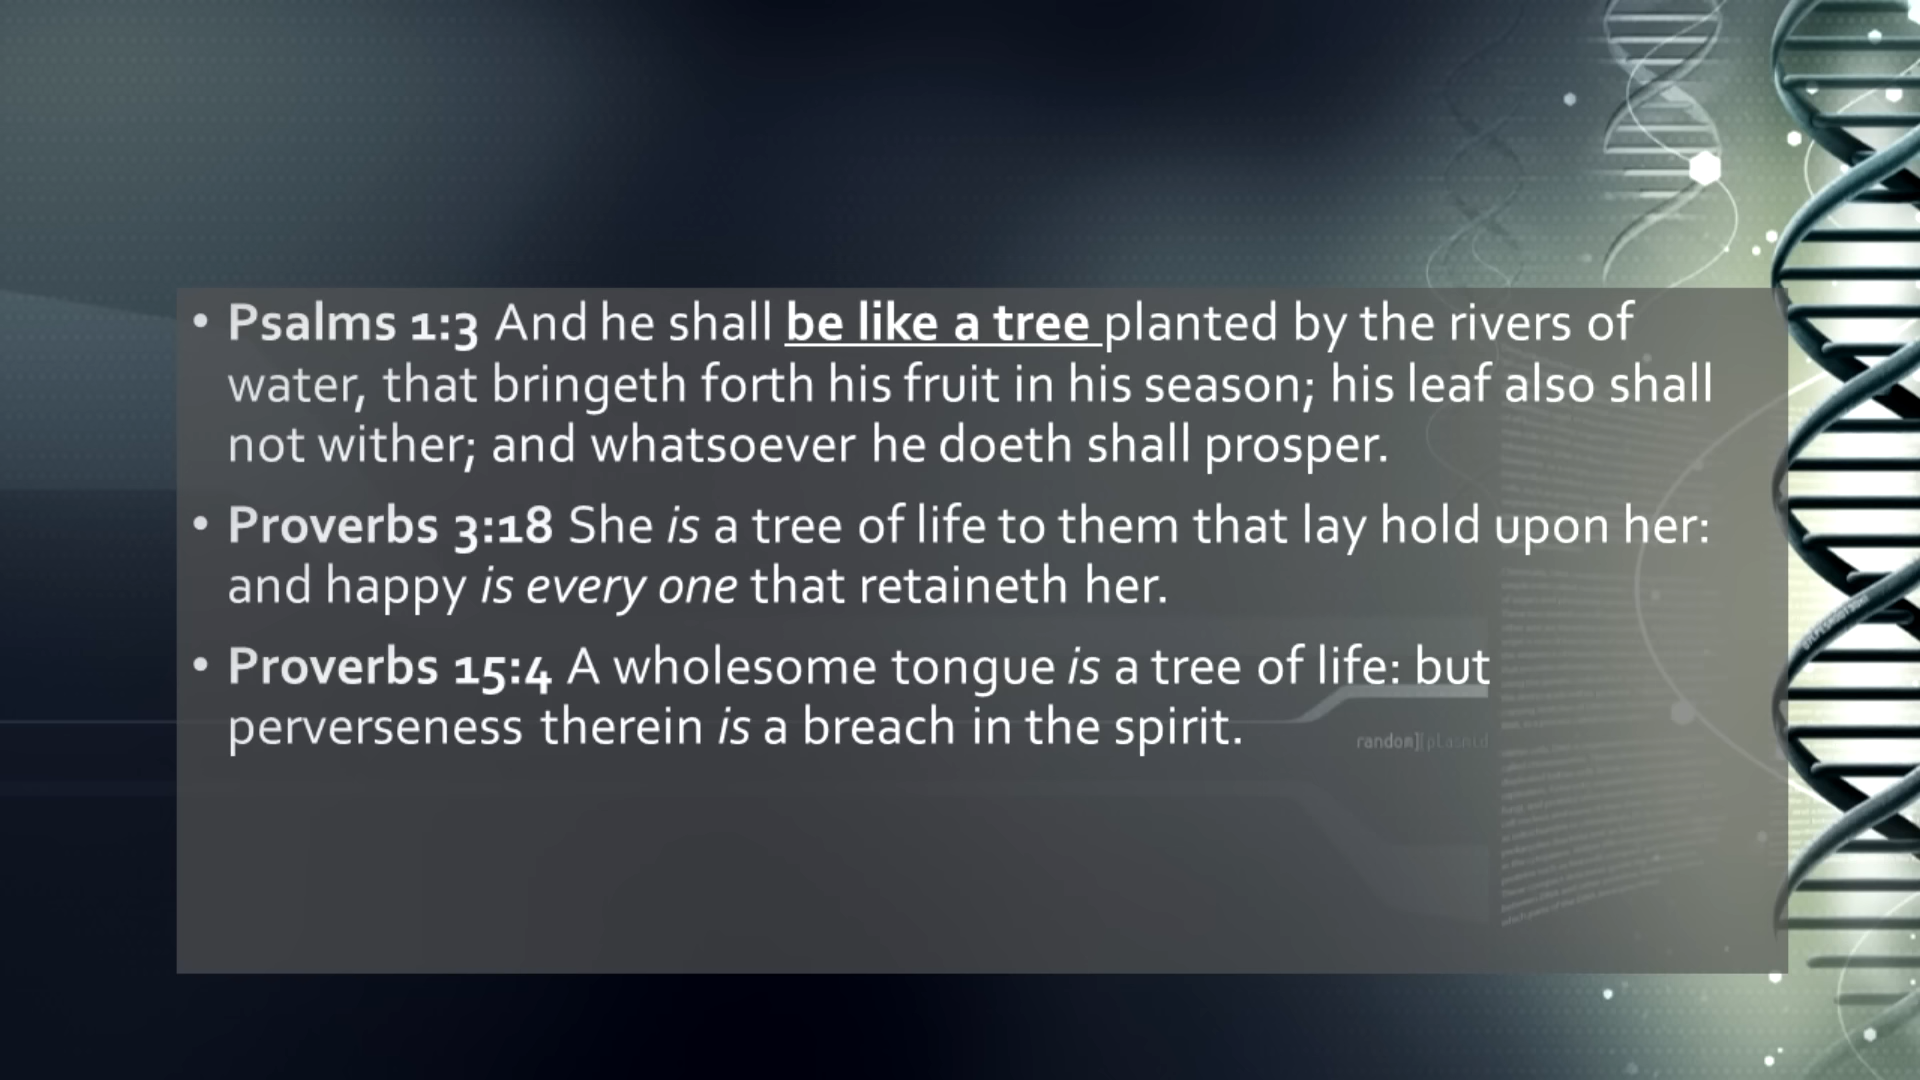 • Psalms 1:3 And he shall be like a tree planted by the rivers of
water, that bringeth forth his fruit in his season; his leaf also shall
not wither; and whatsoever he doeth shall prosper.
• Proverbs 3:18 She is a tree of life to them that lay hold upon her:
and happy is every one that retaineth her.
• Proverbs 15:4 A wholesome tongue is a tree of life: but
perverseness therein is a breach in the spirit.
random][plasmid